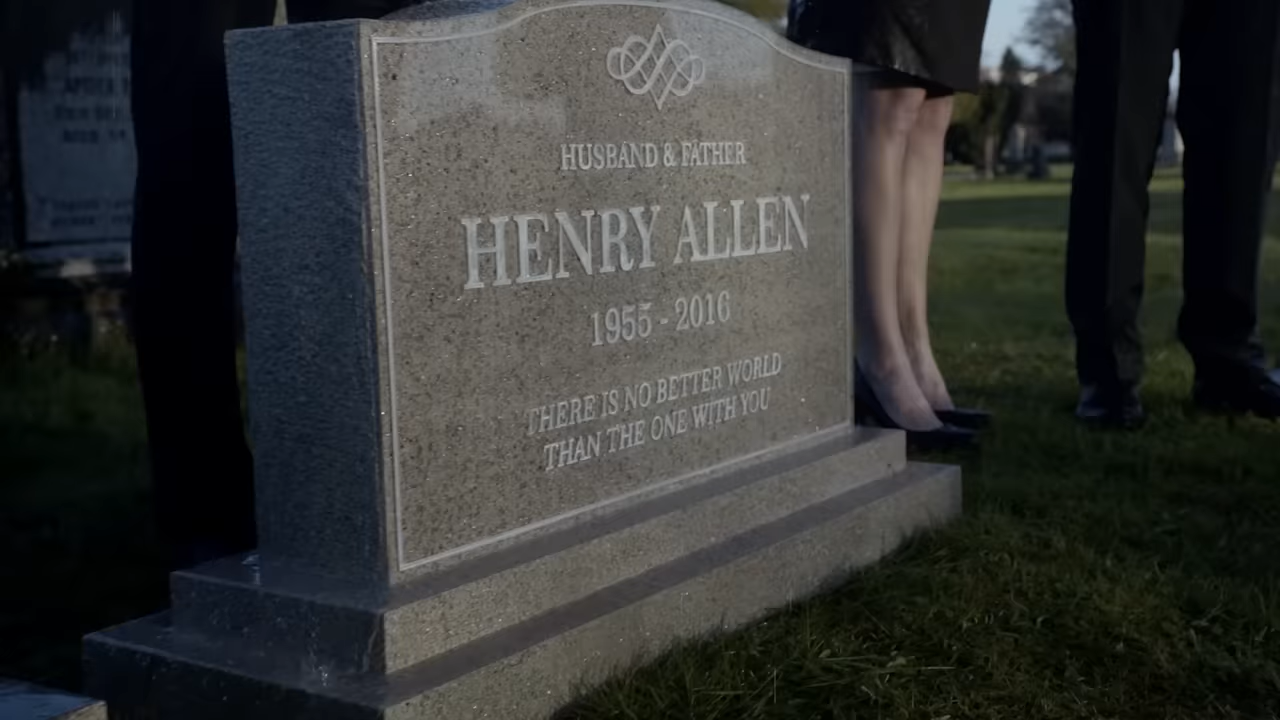 HUSBAND & FATHER
HENRY ALLEN
1955 - 2016
THERE IS NO BETTER WORLD
THAN THE ONE WITH YOU